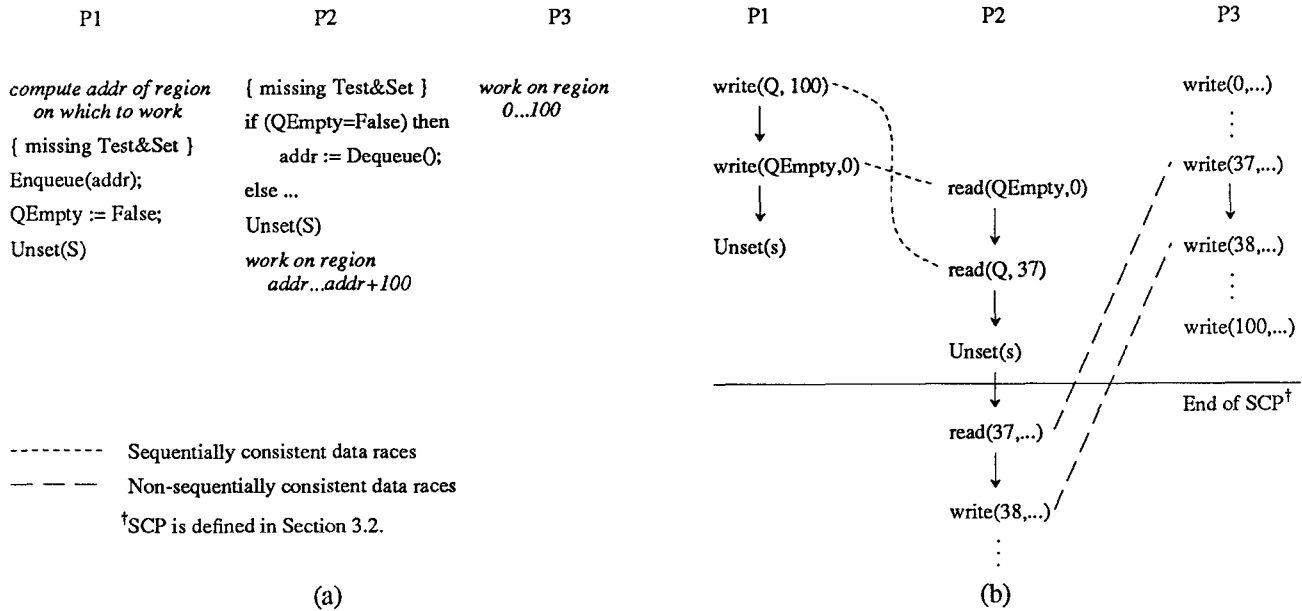 P1
P2
P3
compute addr of region
on which to work
{ missing Test&Set }
Enqueue(addr);
QEmpty := False;
Unset(S)
{ missing Test&Set }
if (QEmpty=False) then
addr := Dequeue();
else ...
Unset(S)
work on region
addr...addr+100
work on region
0...100
------- Sequentially consistent data races
— — — Non-sequentially consistent data races
†SCP is defined in Section 3.2.
(a)
P1
P2
P3
write(Q, 100)
write(QEmpty,0)
Unset(s)
read(QEmpty,0)
read(Q, 37)
Unset(s)
read(37,...)
write(38,...)
write(0,...)
write(37,...)
write(38,...)
write(100,...)
End of SCP†
(b)